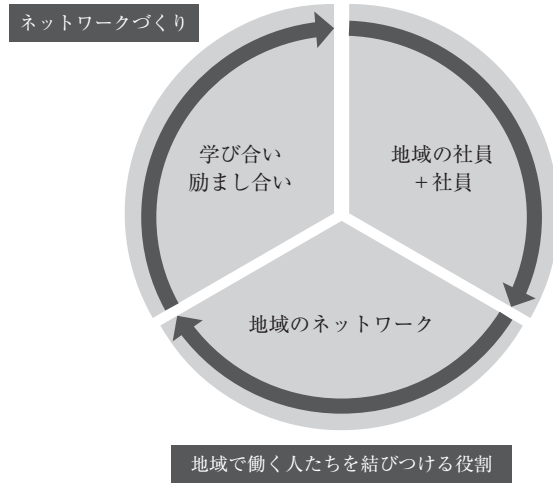 ネットワークづくり
学び合い
励まし合い
地域の社員
+社員
地域のネットワーク
地域で働く人たちを結びつける役割